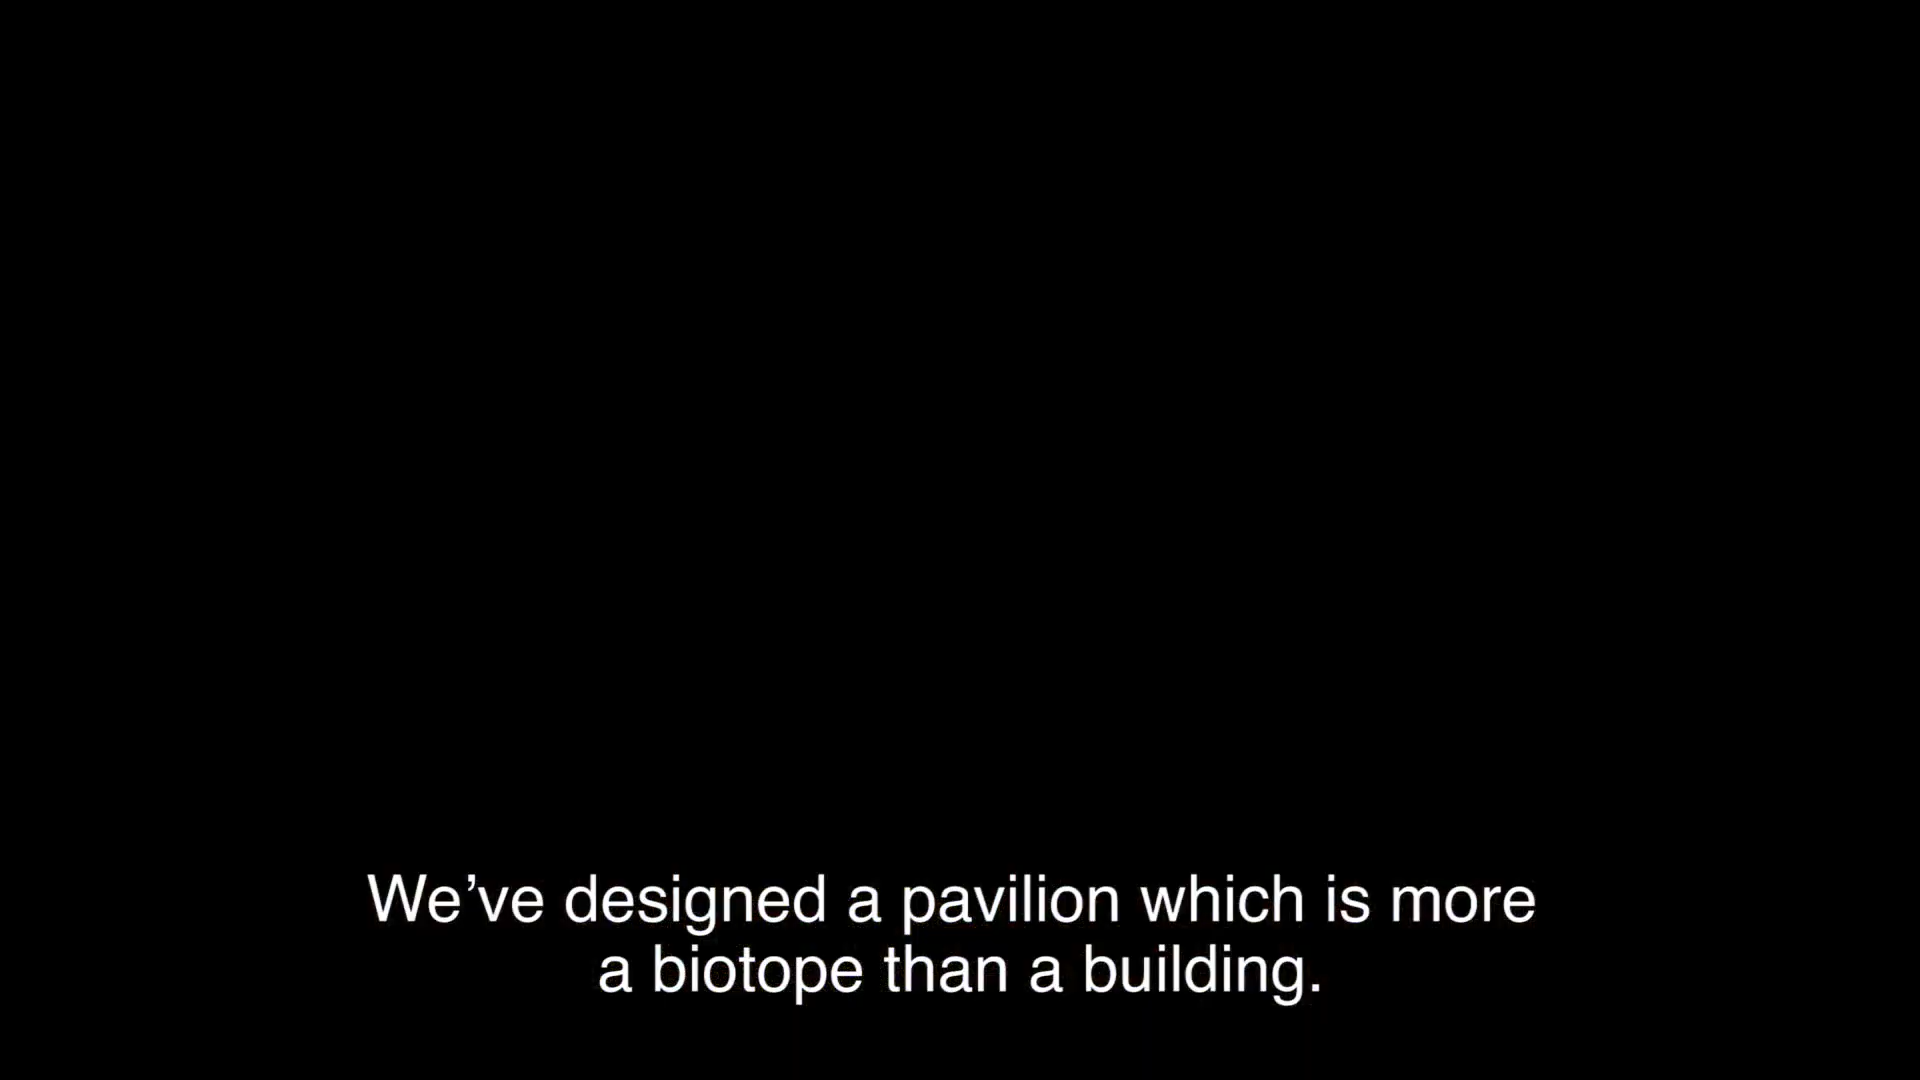 We’ve designed a pavilion which is more
a biotope than a building.